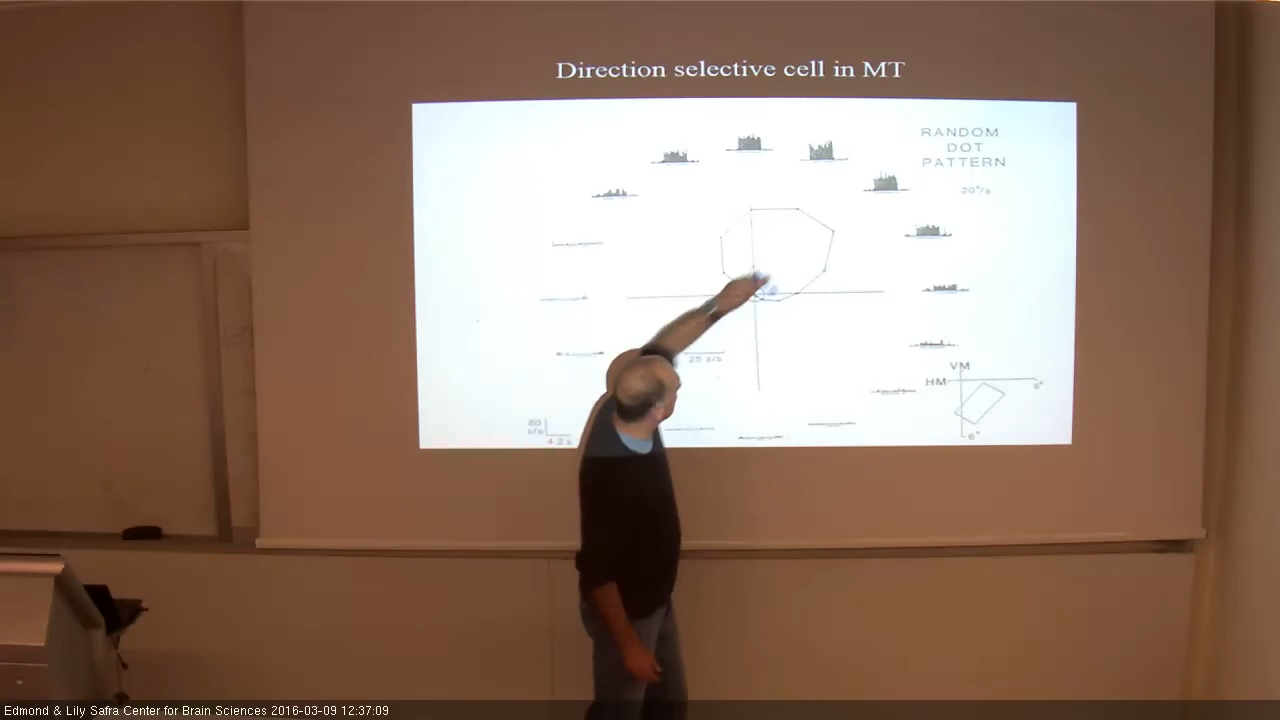 Direction selective cell in MT
RANDOM
DOT
PATTERN
20°/s
25 s/s
VM
HM
6°
6°
80
s/s
4.2 s
Edmond & Lily Safra Center for Brain Sciences 2016-03-09 12:37:09